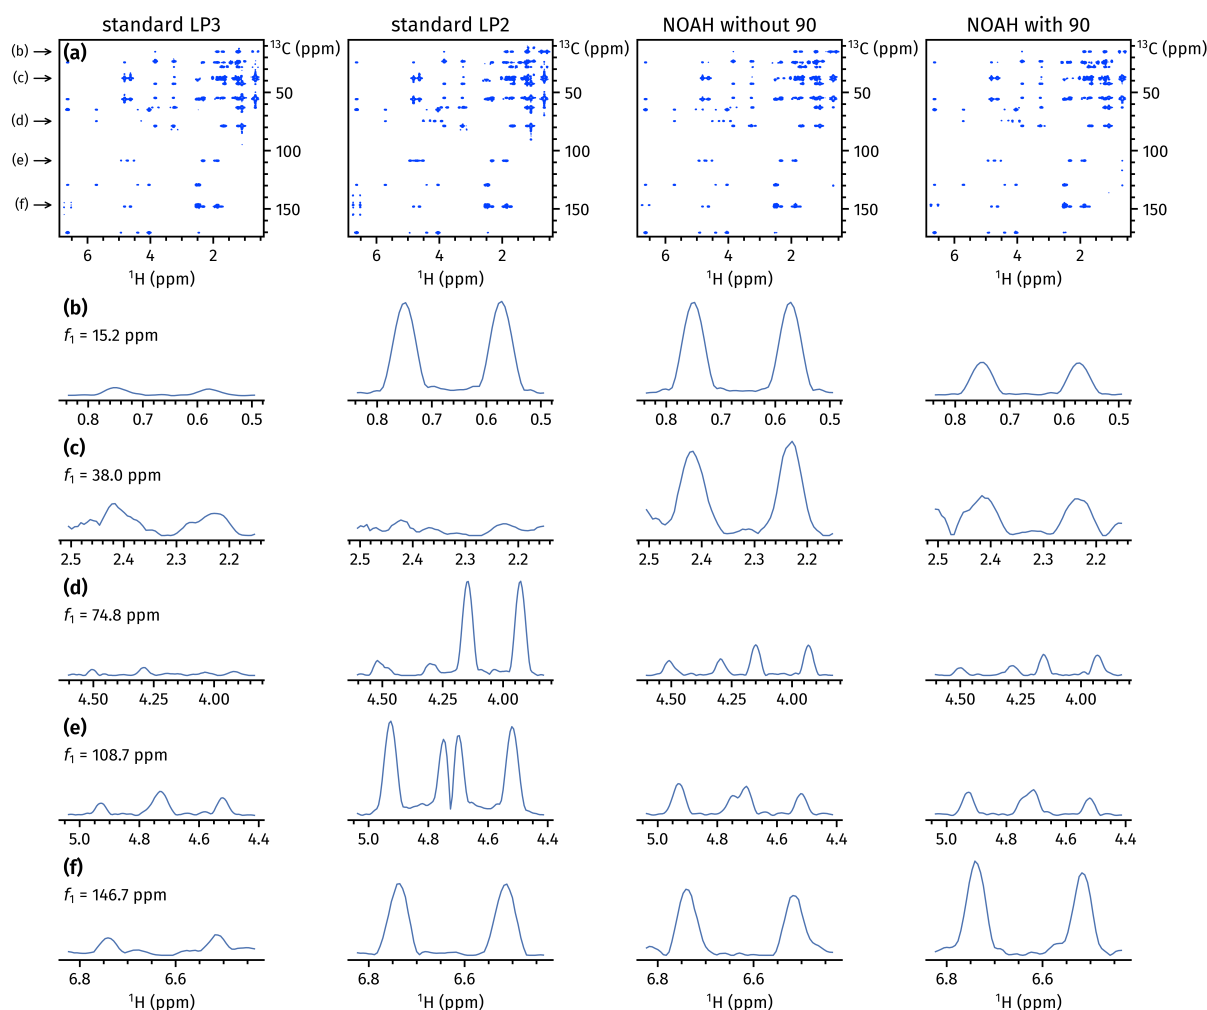 standard LP3 standard LP2 NOAH without 90 NOAH with 90
(a) ¹³C (ppm) ¹³C (ppm) ¹³C (ppm) ¹³C (ppm)
(b)
(c)
50 50 50 50
(d)
100 100 100 100
(e)
(f)
150 150 150 150
6 4 2 6 4 2 6 4 2 6 4 2
¹H (ppm) ¹H (ppm) ¹H (ppm) ¹H (ppm)
(b)
f₁ = 15.2 ppm
0.8 0.7 0.6 0.5 0.8 0.7 0.6 0.5 0.8 0.7 0.6 0.5 0.8 0.7 0.6 0.5
(c)
f₁ = 38.0 ppm
2.5 2.4 2.3 2.2 2.5 2.4 2.3 2.2 2.5 2.4 2.3 2.2 2.5 2.4 2.3 2.2
(d)
f₁ = 74.8 ppm
4.50 4.25 4.00 4.50 4.25 4.00 4.50 4.25 4.00 4.50 4.25 4.00
(e)
f₁ = 108.7 ppm
5.0 4.8 4.6 4.4 5.0 4.8 4.6 4.4 5.0 4.8 4.6 4.4 5.0 4.8 4.6 4.4
(f)
f₁ = 146.7 ppm
6.8 6.6 6.8 6.6 6.8 6.6 6.8 6.6
¹H (ppm) ¹H (ppm) ¹H (ppm) ¹H (ppm)